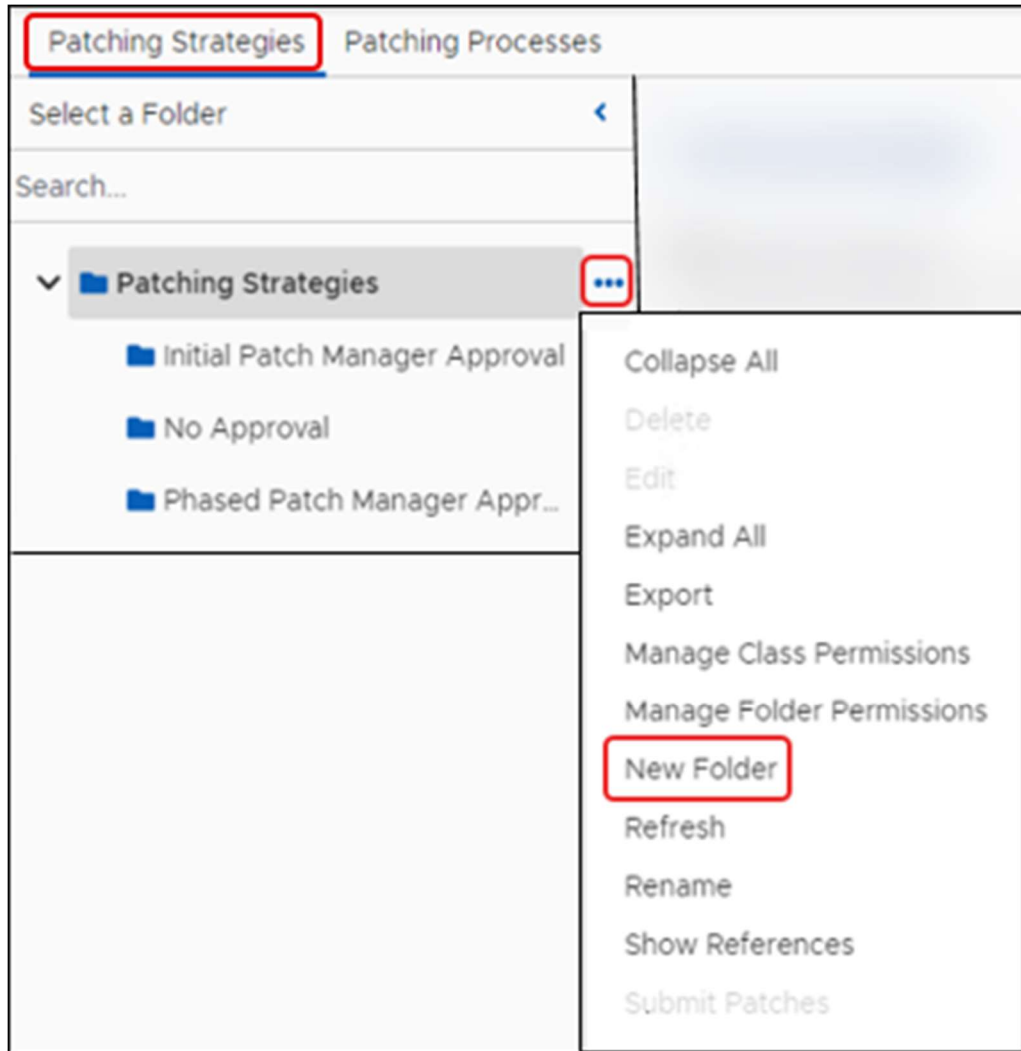 Patching Strategies Patching Processes
Select a Folder
Search...
Patching Strategies
Initial Patch Manager Approval
No Approval
Phased Patch Manager Appr...
Collapse All
Delete
Edit
Expand All
Export
Manage Class Permissions
Manage Folder Permissions
New Folder
Refresh
Rename
Show References
Submit Patches